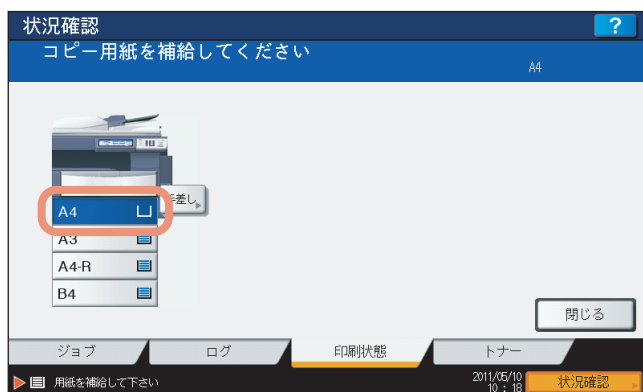 状況確認
?
コピー用紙を補給してください
A4
手差し
A4
A3
A4-R
B4
閉じる
ジョブ ログ 印刷状態 トナー
用紙を補給して下さい
2011/05/10
10 : 18
状況確認